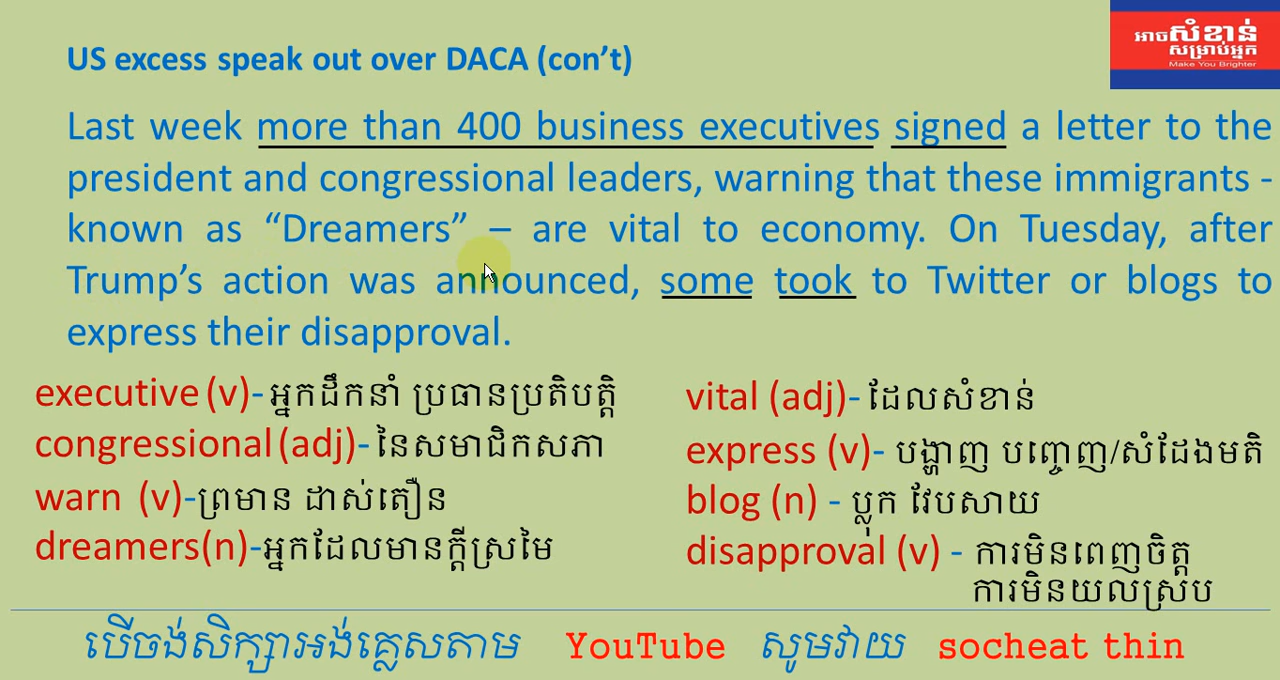 អាចសំខាន់
សម្រាប់អ្នក
Make You Brighter
US excess speak out over DACA (con’t)
Last week more than 400 business executives signed a letter to the
president and congressional leaders, warning that these immigrants -
known as “Dreamers” – are vital to economy. On Tuesday, after
Trump’s action was announced, some took to Twitter or blogs to
express their disapproval.
executive (v)- អ្នកដឹកនាំ ប្រធានប្រតិបត្តិ
congressional (adj)- នៃសមាជិកសភា
warn (v)-ព្រមាន ដាស់តឿន
dreamers(n)-អ្នកដែលមានក្តីស្រមៃ
vital (adj)- ដែលសំខាន់
express (v)- បង្ហាញ បញ្ចេញ/សំដែងមតិ
blog (n) - ប្លុក វែបសាយ
disapproval (v) - ការមិនពេញចិត្ត
ការមិនយល់ស្រប
បើចង់សិក្សាអង់គ្លេសតាម YouTube សូមវាយ socheat thin